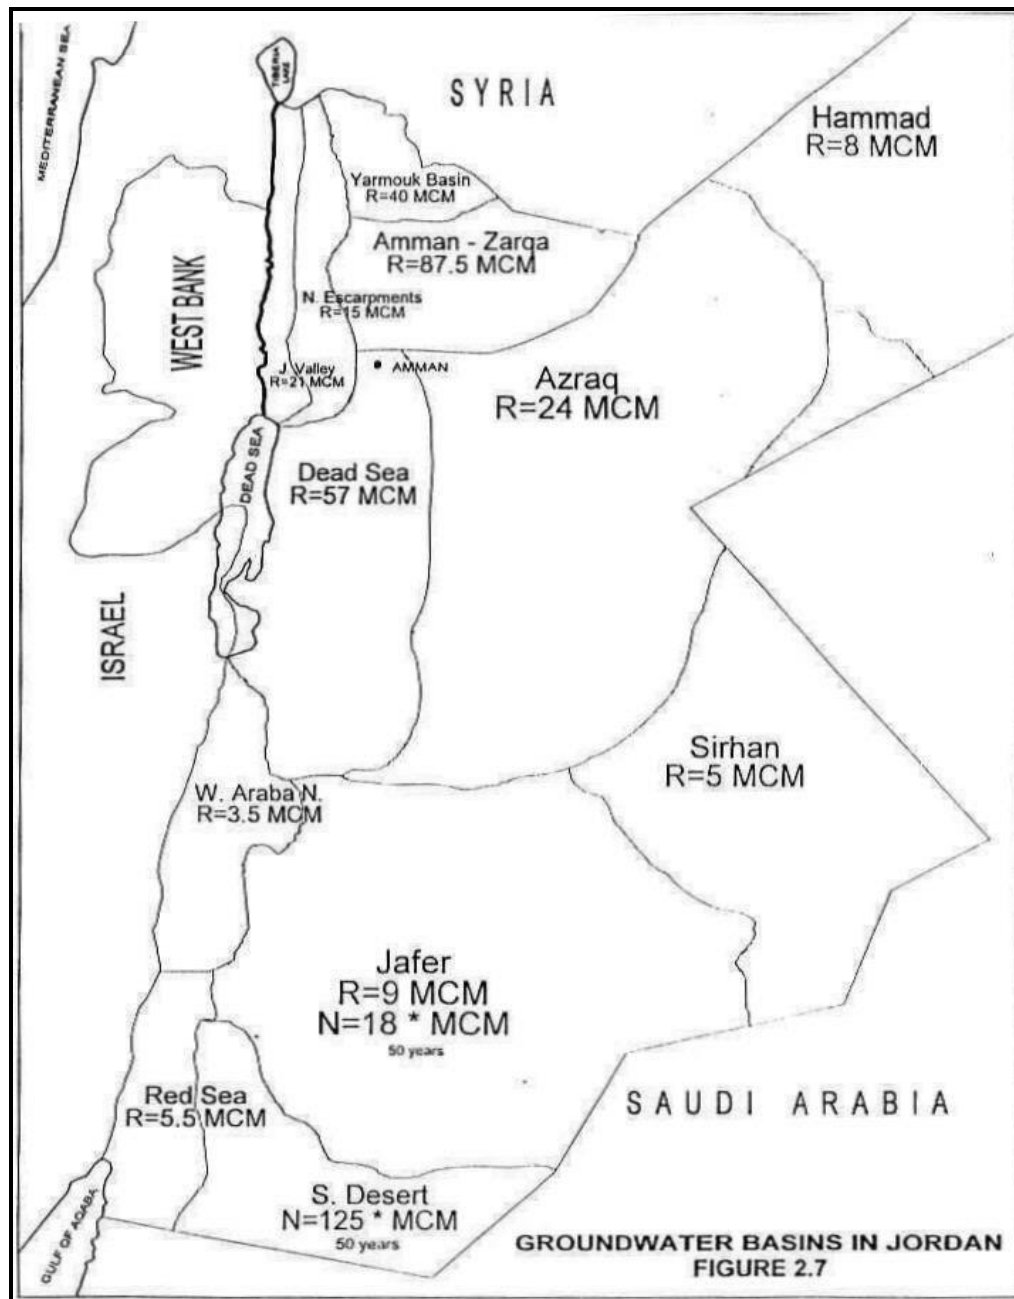 MEDITERRANEAN SEA
TIBERIA
LAKE
SYRIA
Hammad
R=8 MCM
Yarmouk Basin
R=40 MCM
Amman - Zarqa
R=87.5 MCM
WEST BANK
N. Escarpments
R=15 MCM
J. Valley
R=21 MCM
AMMAN
Azraq
R=24 MCM
DEAD SEA
Dead Sea
R=57 MCM
ISRAEL
Sirhan
R=5 MCM
W. Araba N.
R=3.5 MCM
Jafer
R=9 MCM
N=18 * MCM
50 years
Red Sea
R=5.5 MCM
SAUDI ARABIA
S. Desert
N=125 * MCM
50 years
GULF OF AQABA
GROUNDWATER BASINS IN JORDAN
FIGURE 2.7